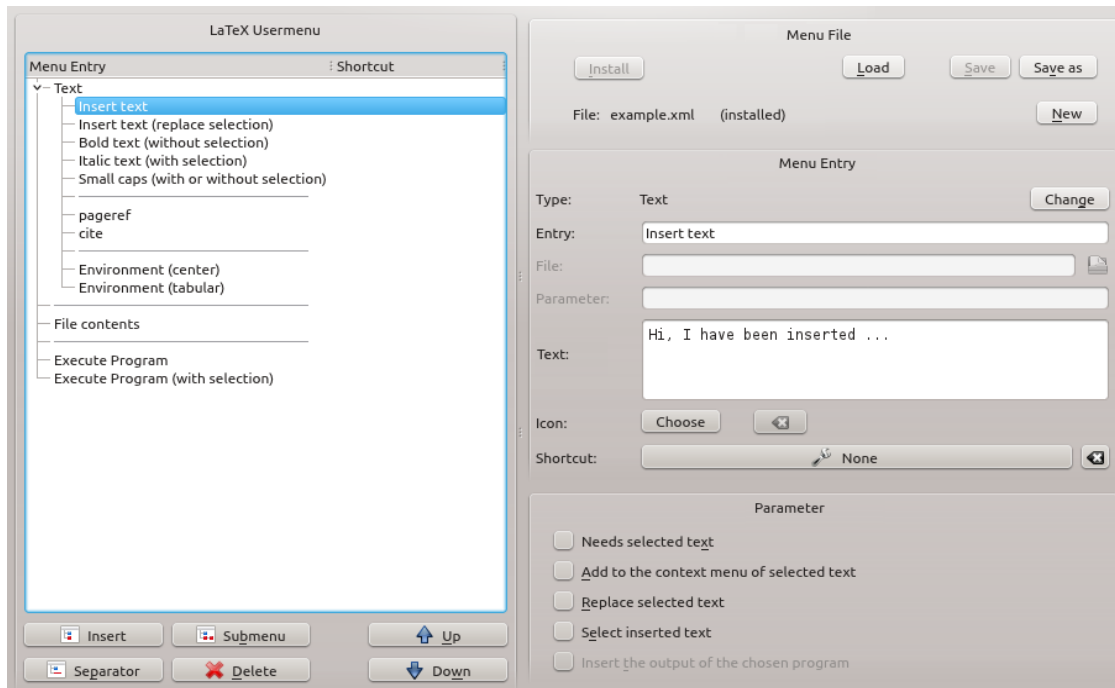 LaTeX Usermenu
Menu Entry Shortcut
Text
Insert text
Insert text (replace selection)
Bold text (without selection)
Italic text (with selection)
Small caps (with or without selection)
pageref
cite
Environment (center)
Environment (tabular)
File contents
Execute Program
Execute Program (with selection)
Insert Submenu Up
Separator Delete Down
Menu File
Install Load Save Save as
File: example.xml (installed) New
Menu Entry
Type: Text Change
Entry: Insert text
File:
Parameter:
Text: Hi, I have been inserted ...
Icon: Choose
Shortcut: None
Parameter
Needs selected text
Add to the context menu of selected text
Replace selected text
Select inserted text
Insert the output of the chosen program